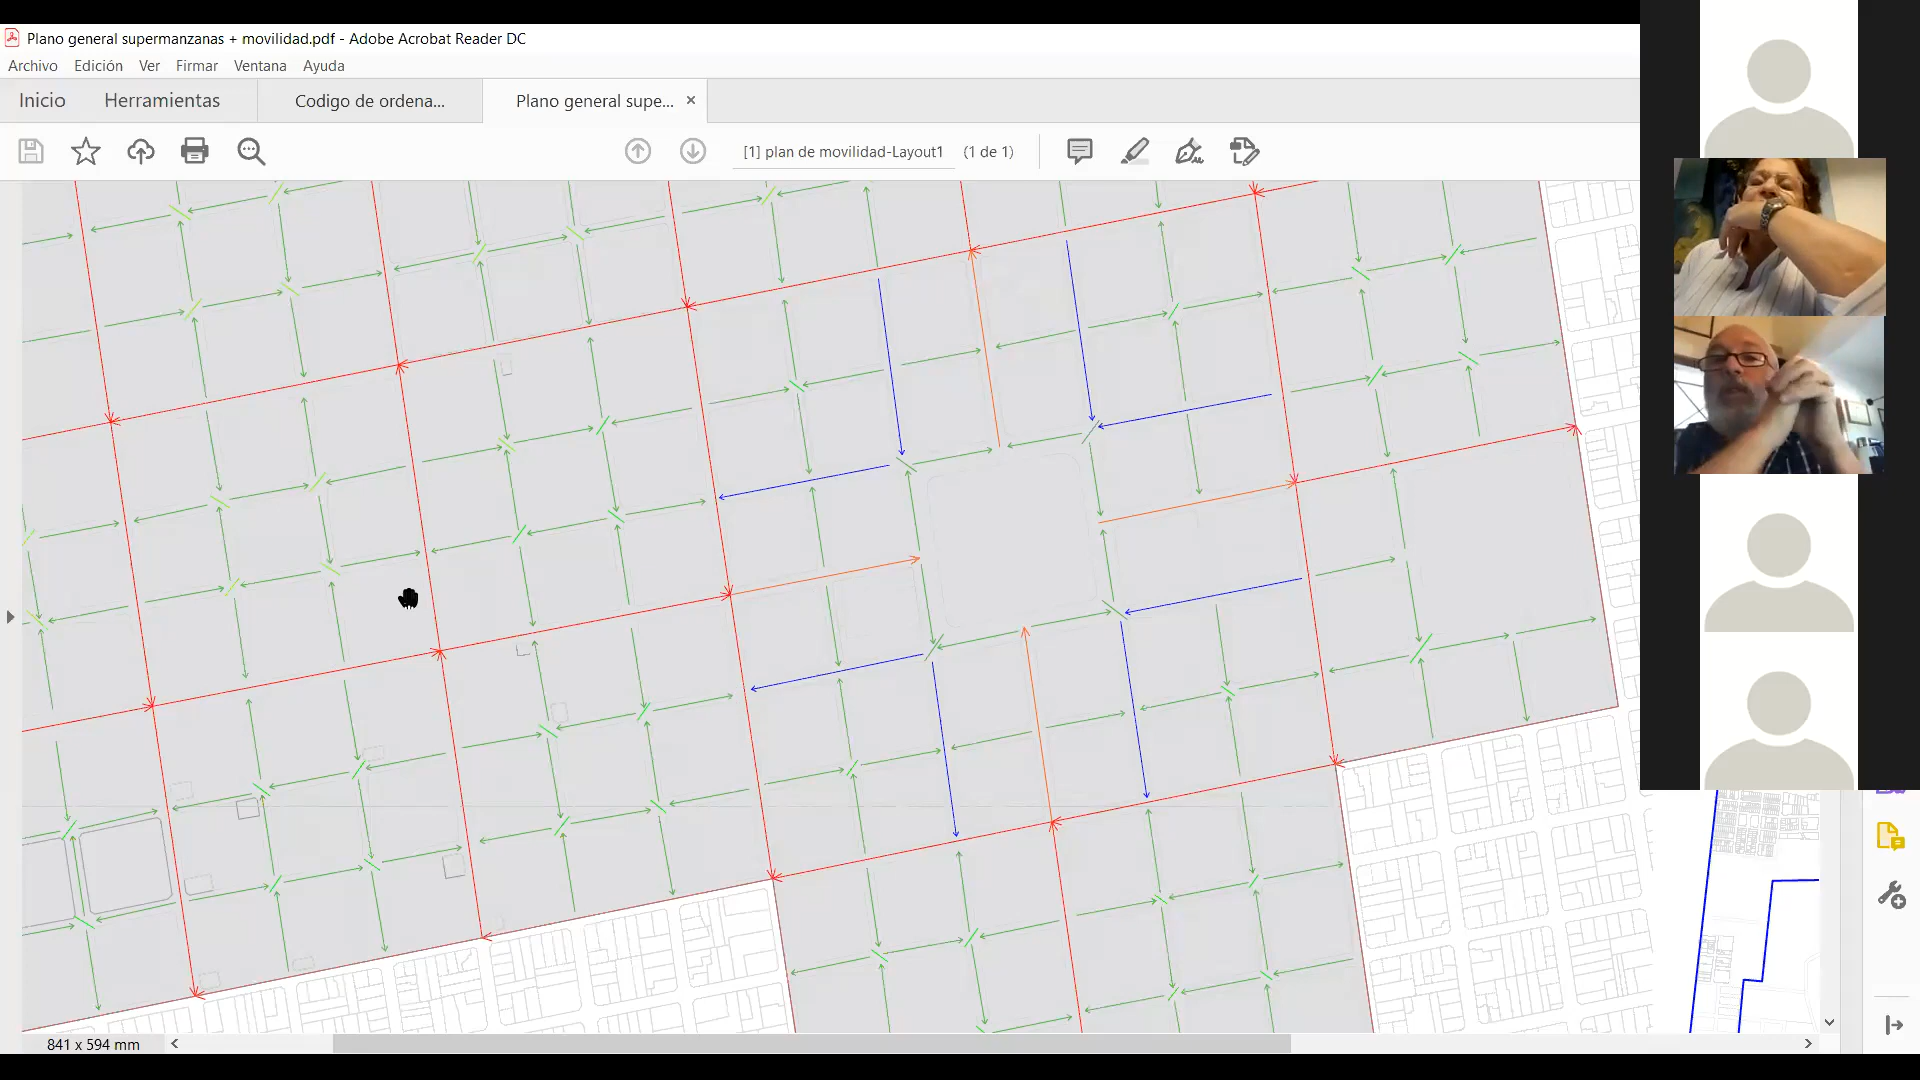 Plano general supermanzanas + movilidad.pdf - Adobe Acrobat Reader DC
Archivo Edición Ver Firmar Ventana Ayuda
Inicio Herramientas Codigo de ordena... Plano general supe... ×
[1] plan de movilidad-Layout1 (1 de 1)
841 x 594 mm